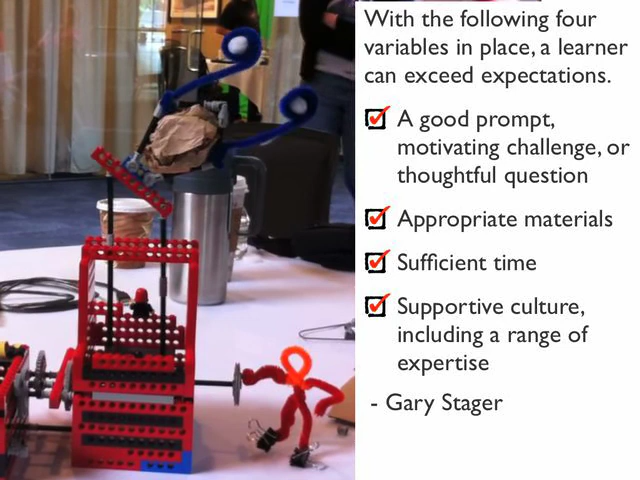 With the following four
variables in place, a learner
can exceed expectations.
A good prompt,
motivating challenge, or
thoughtful question
Appropriate materials
Sufficient time
Supportive culture,
including a range of
expertise
- Gary Stager